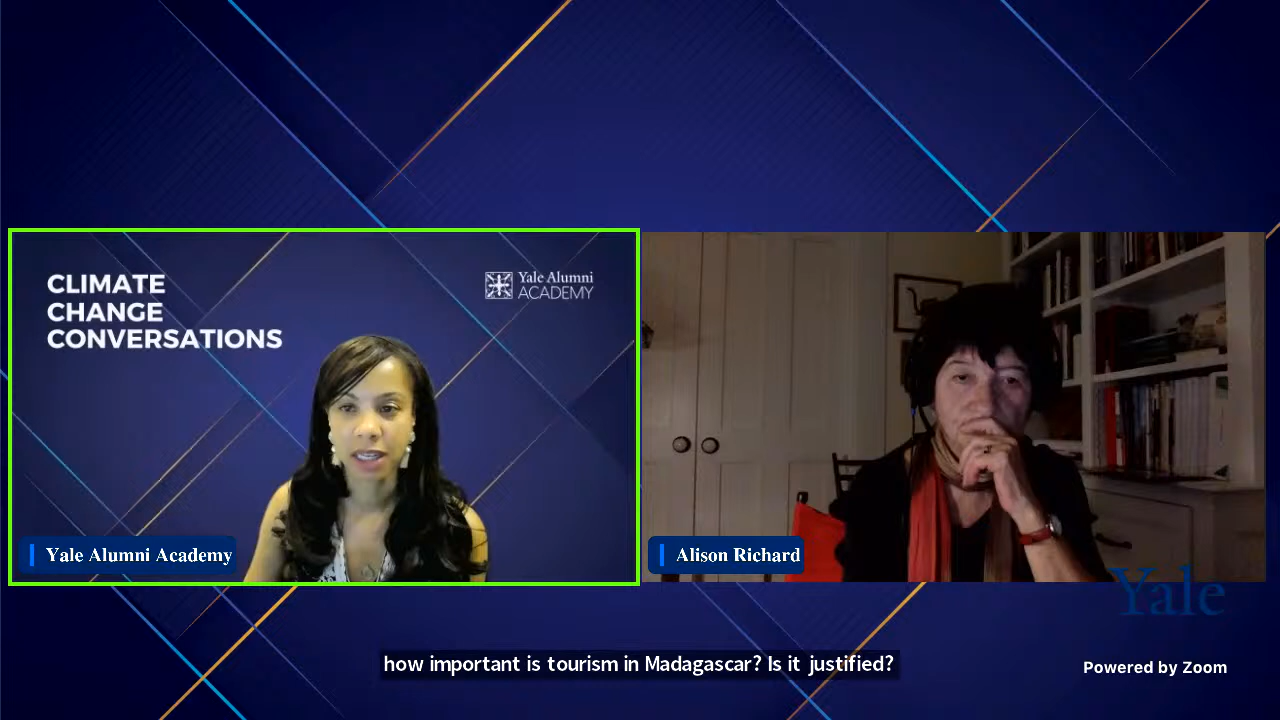 CLIMATE
CHANGE
CONVERSATIONS
Yale Alumni
ACADEMY
Yale Alumni Academy
Alison Richard
Yale
how important is tourism in Madagascar? Is it justified?
Powered by Zoom